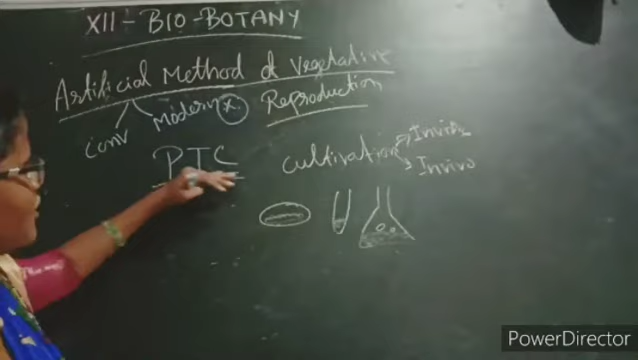 XII - BIO-BOTANY
Artificial Method of Vegetative
Reproduction
Conv Modern x
PTC
Cultivation Invitro
Invivo
PowerDirector